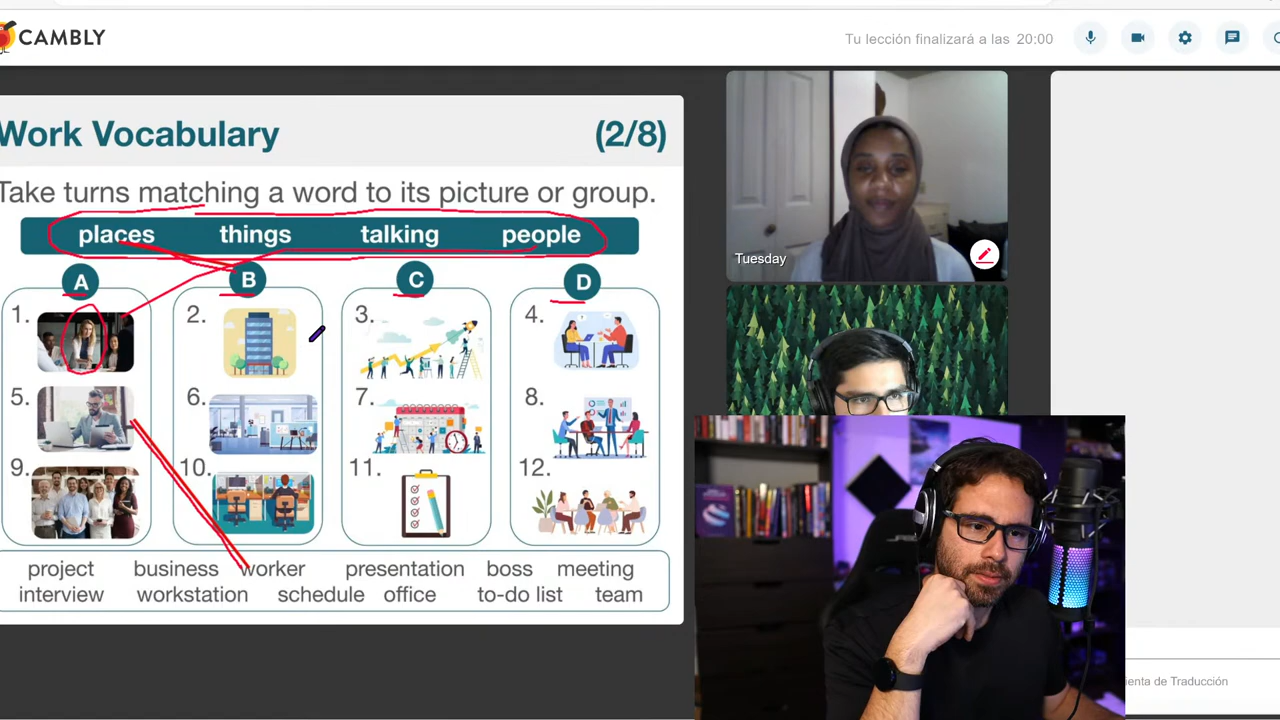 CAMBLY
Tu lección finalizará a las 20:00
Work Vocabulary (2/8)
Take turns matching a word to its picture or group.
places things talking people
A B C D
1. 2. 3. 4.
5. 6. 7. 8.
9. 10. 11. 12.
project business worker presentation boss meeting
interview workstation schedule office to-do list team
Tuesday
ienta de Traducción